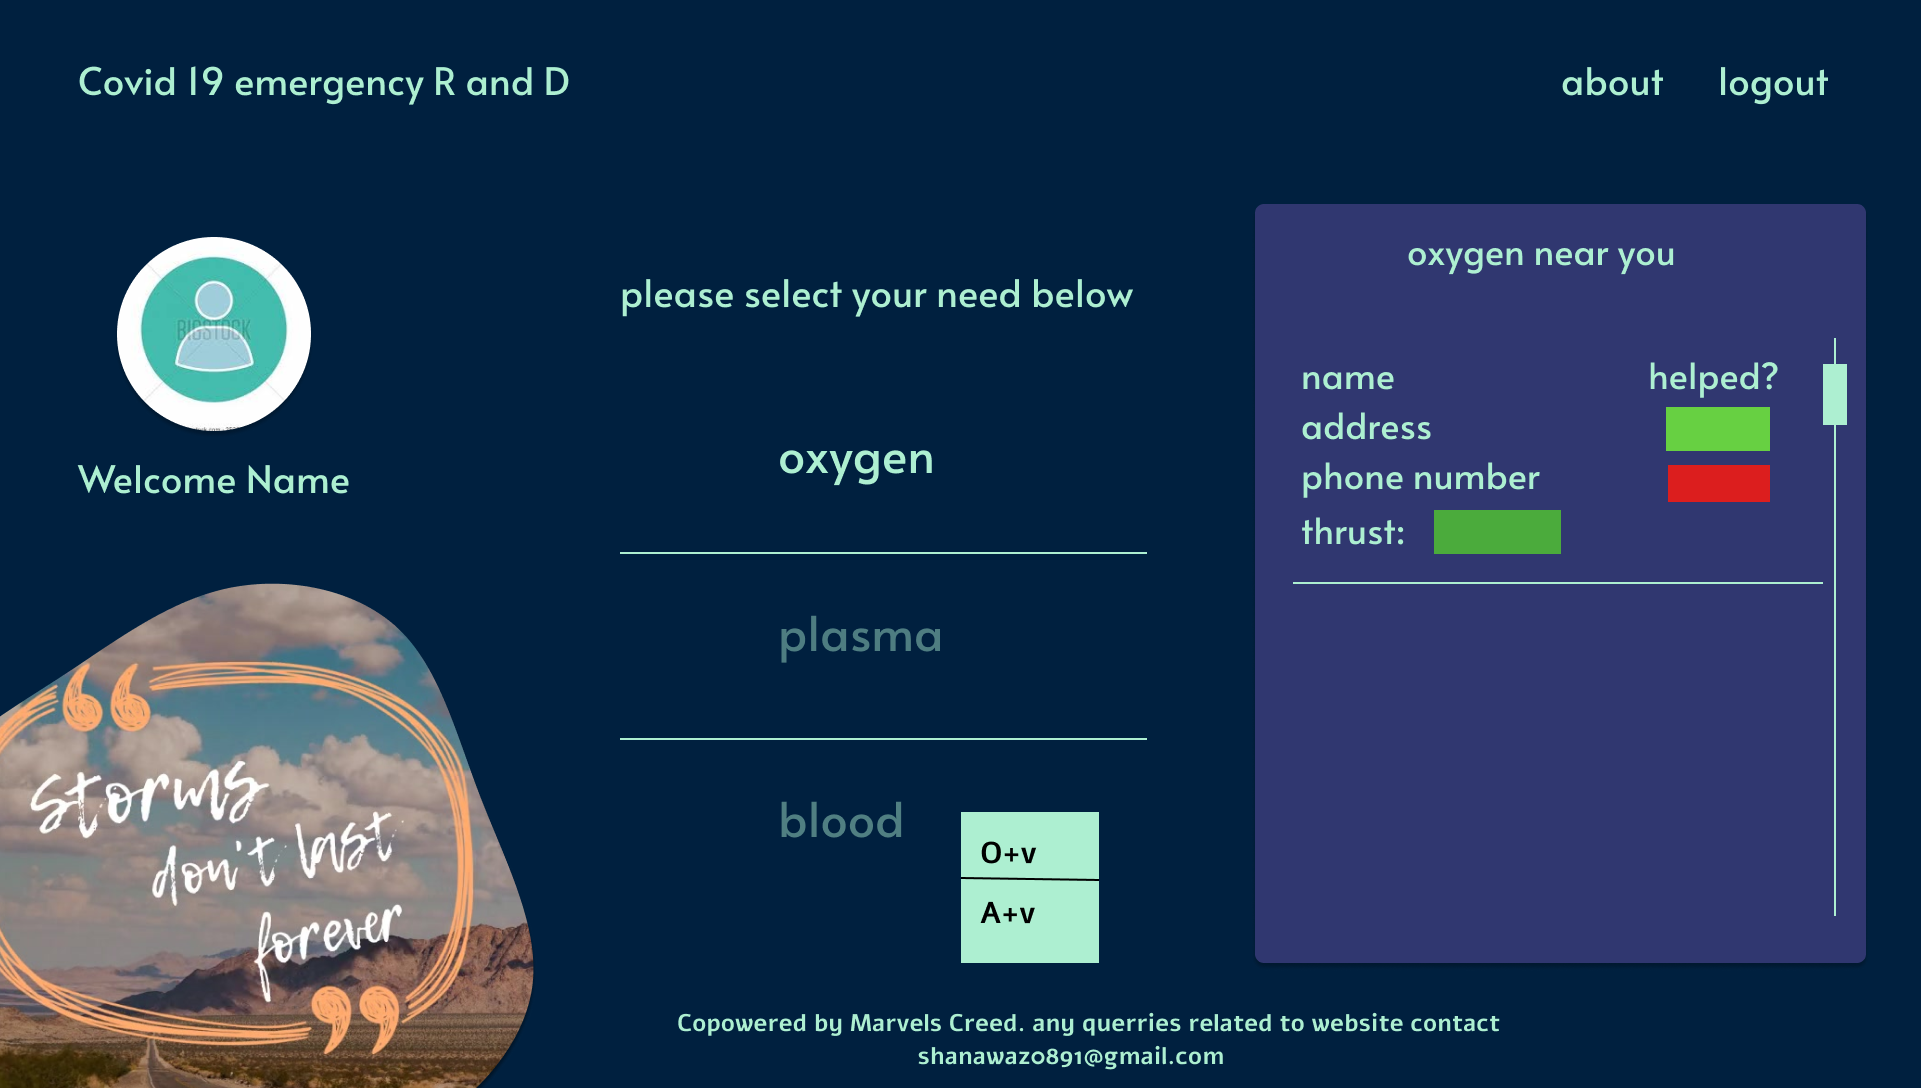 Covid 19 emergency R and D
about
logout
BIGSTOCK
Welcome Name
please select your need below
oxygen
plasma
blood
O+v
A+v
oxygen near you
name
helped?
address
phone number
thrust:
storms
don't last
forever
Copowered by Marvels Creed. any querries related to website contact
shanawaz0891@gmail.com